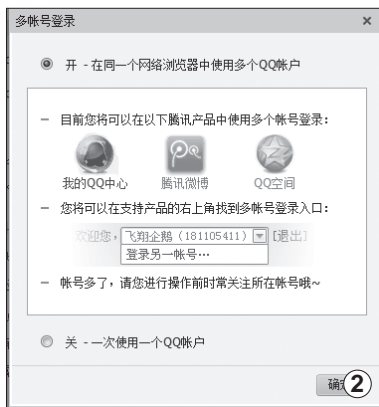 多帐号登录 ×
开 - 在同一个网络浏览器中使用多个QQ帐户
- 目前您将可以在以下腾讯产品中使用多个帐号登录：
我的QQ中心 腾讯微博 QQ空间
- 您将可以在支持产品的右上角找到多帐号登录入口：
欢迎您，飞翔企鹅（181105411） [退出]
登录另一帐号…
- 帐号多了，请您进行操作前时常关注所在帐号哦~
关 - 一次使用一个QQ帐户
确定 2